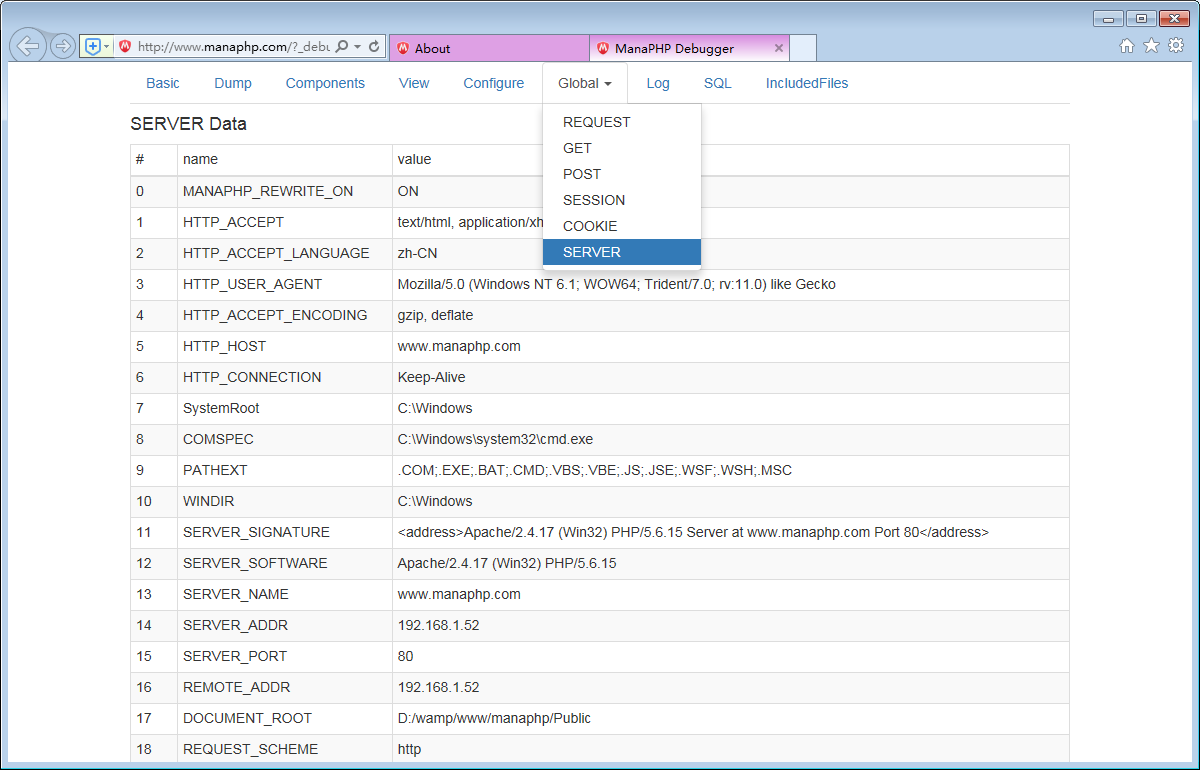 http://www.manaphp.com/?_debu
About
ManaPHP Debugger
Basic Dump Components View Configure Global Log SQL IncludedFiles
REQUEST
GET
POST
SESSION
COOKIE
SERVER
SERVER Data
# name value
0 MANAPHP_REWRITE_ON ON
1 HTTP_ACCEPT text/html, application/xh
2 HTTP_ACCEPT_LANGUAGE zh-CN
3 HTTP_USER_AGENT Mozilla/5.0 (Windows NT 6.1; WOW64; Trident/7.0; rv:11.0) like Gecko
4 HTTP_ACCEPT_ENCODING gzip, deflate
5 HTTP_HOST www.manaphp.com
6 HTTP_CONNECTION Keep-Alive
7 SystemRoot C:\Windows
8 COMSPEC C:\Windows\system32\cmd.exe
9 PATHEXT .COM;.EXE;.BAT;.CMD;.VBS;.VBE;.JS;.JSE;.WSF;.WSH;.MSC
10 WINDIR C:\Windows
11 SERVER_SIGNATURE <address>Apache/2.4.17 (Win32) PHP/5.6.15 Server at www.manaphp.com Port 80</address>
12 SERVER_SOFTWARE Apache/2.4.17 (Win32) PHP/5.6.15
13 SERVER_NAME www.manaphp.com
14 SERVER_ADDR 192.168.1.52
15 SERVER_PORT 80
16 REMOTE_ADDR 192.168.1.52
17 DOCUMENT_ROOT D:/wamp/www/manaphp/Public
18 REQUEST_SCHEME http